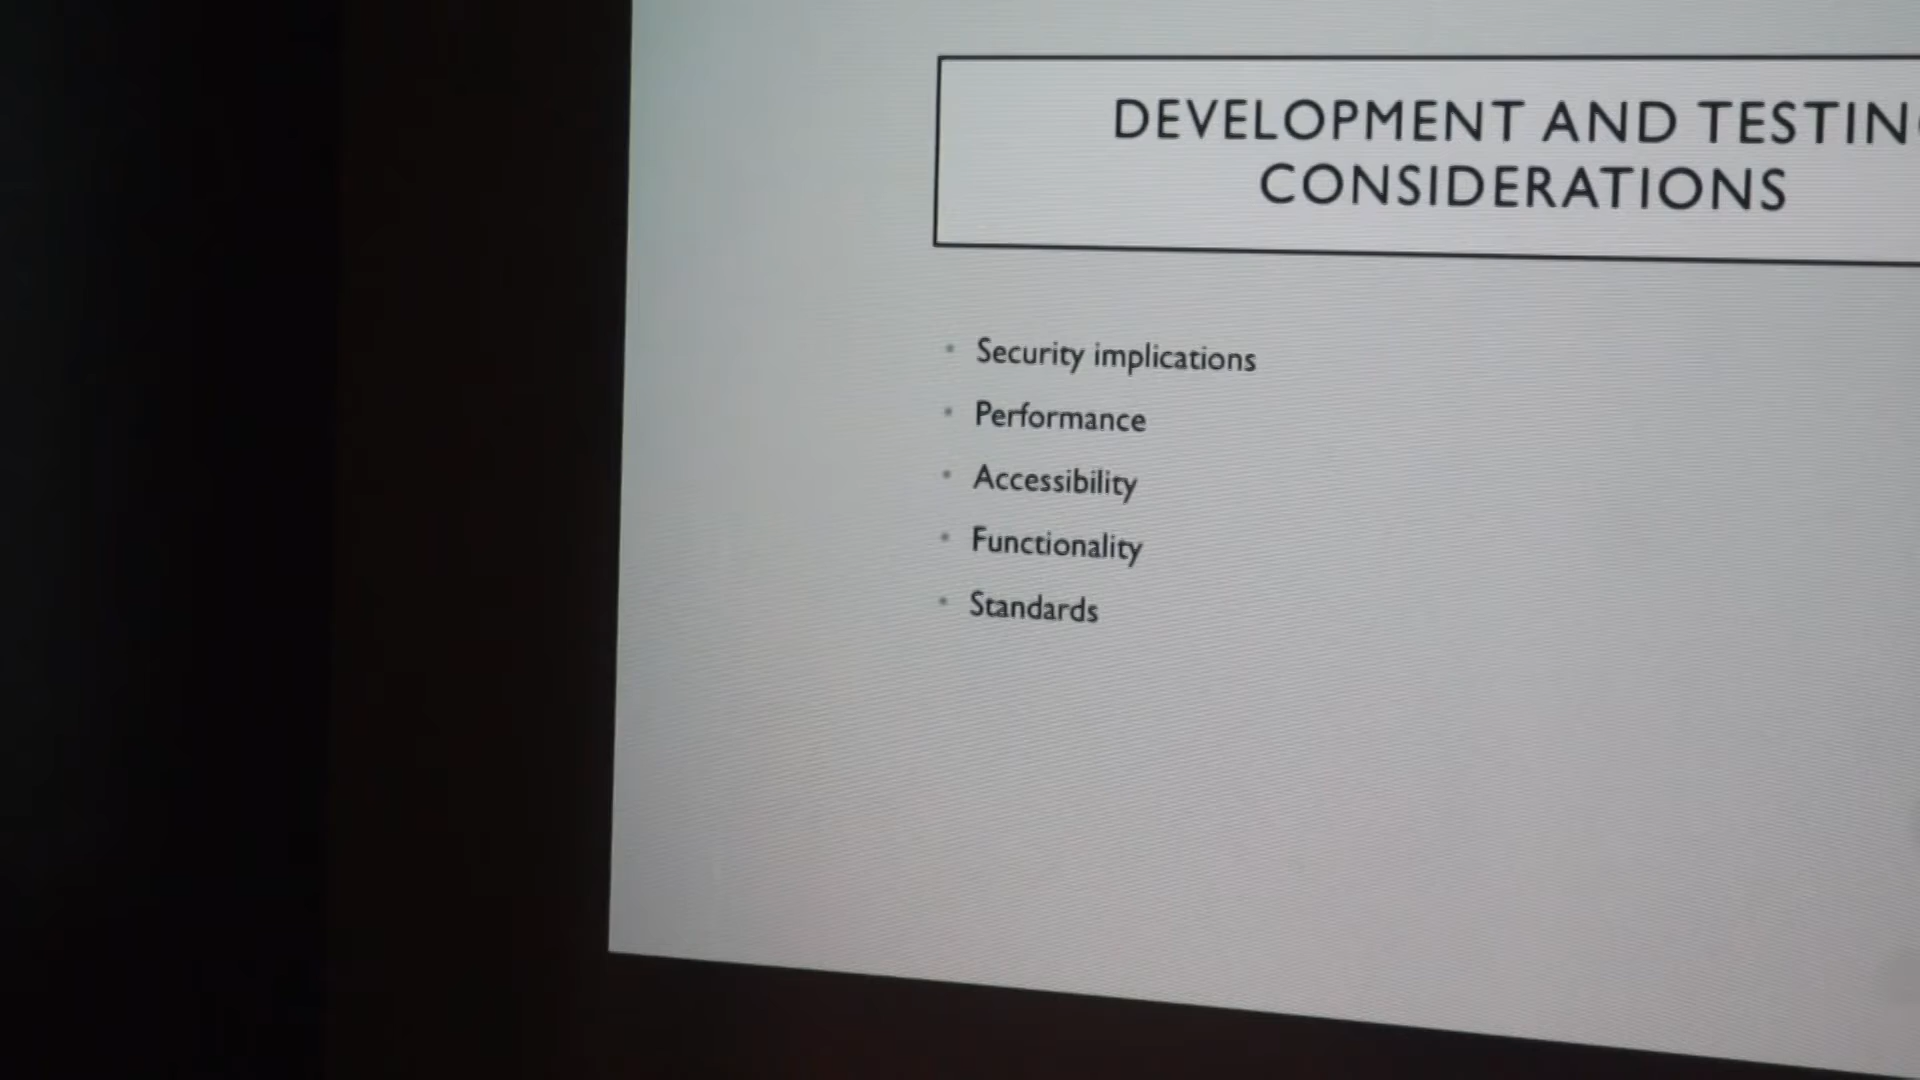 DEVELOPMENT AND TESTIN
CONSIDERATIONS
Security implications
Performance
Accessibility
Functionality
Standards